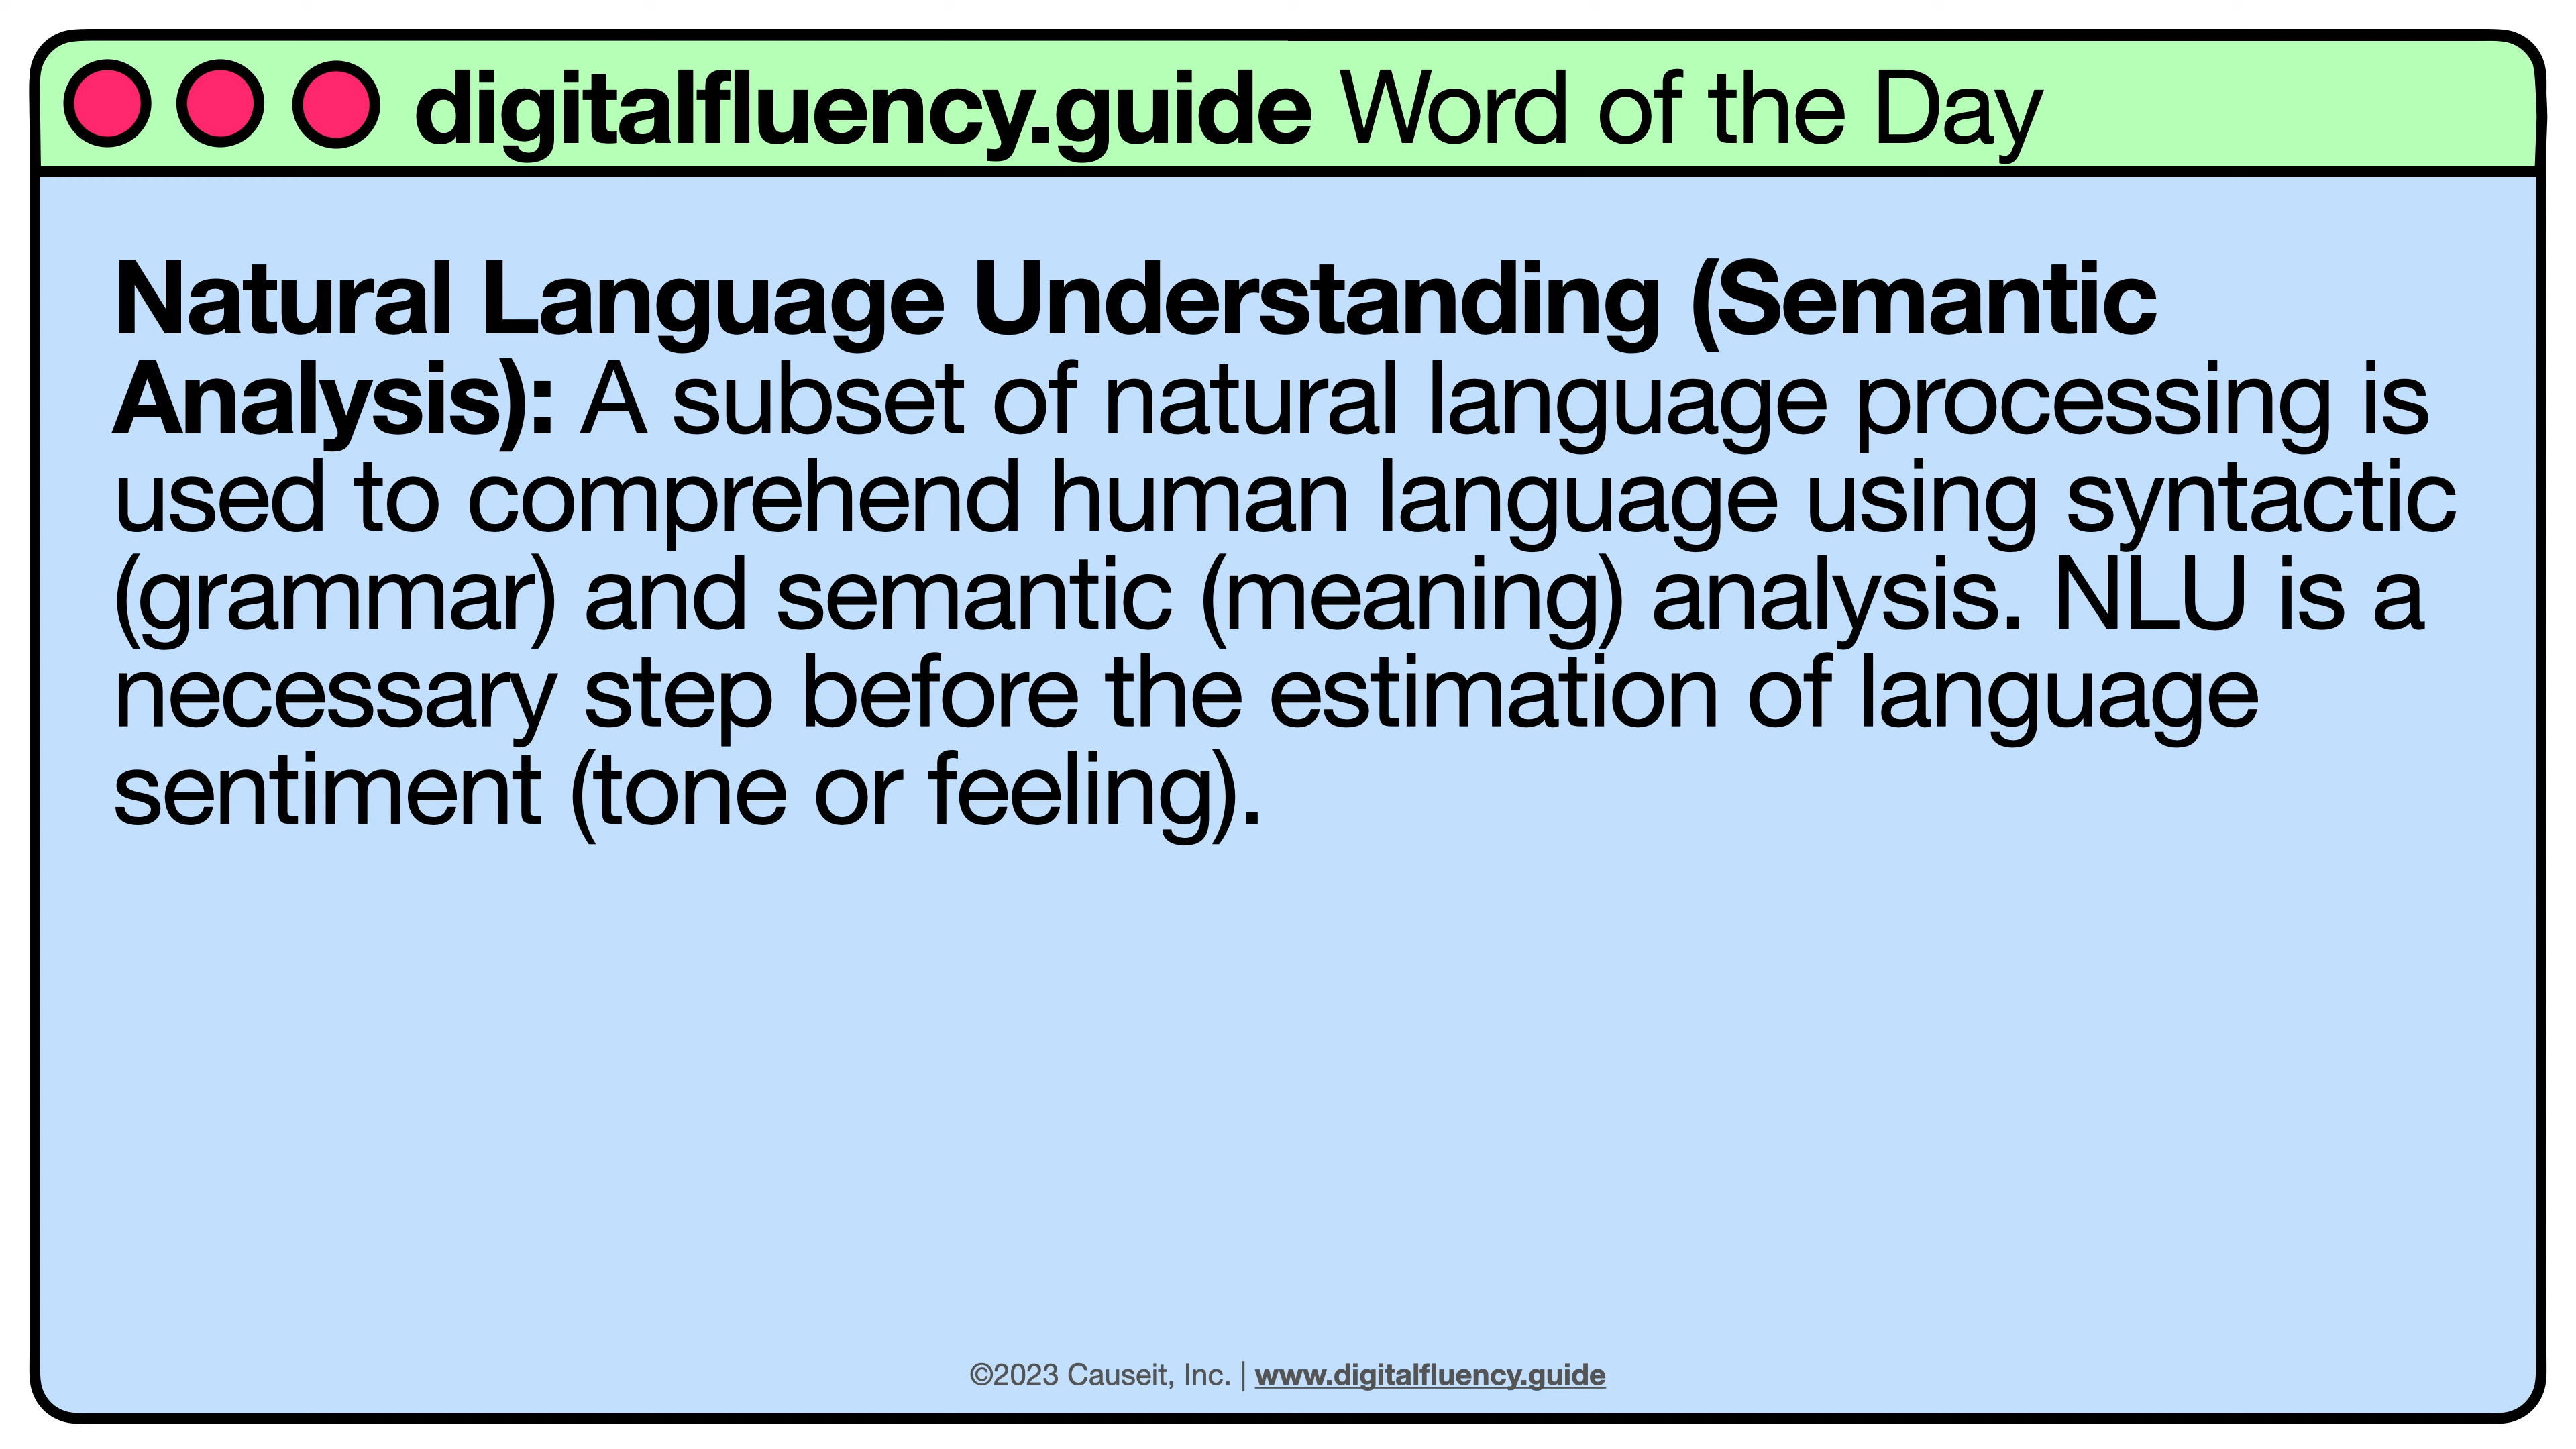 digitalfluency.guide Word of the Day
Natural Language Understanding (Semantic
Analysis): A subset of natural language processing is
used to comprehend human language using syntactic
(grammar) and semantic (meaning) analysis. NLU is a
necessary step before the estimation of language
sentiment (tone or feeling).
©2023 Causeit, Inc. | www.digitalfluency.guide